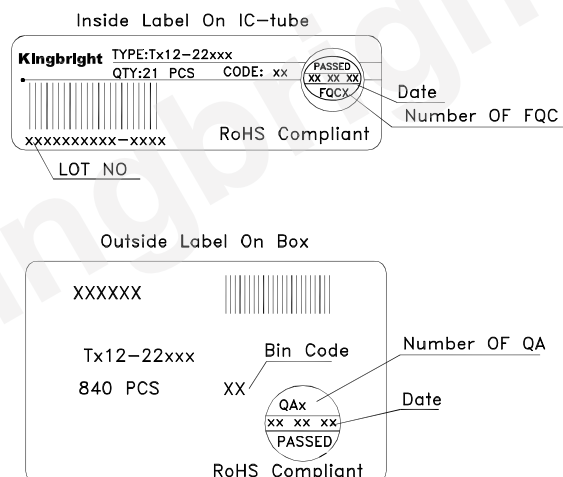 Inside Label On IC-tube
Kingbright
TYPE:Tx12-22xxx
QTY:21 PCS CODE: xx
PASSED
xx xx xx
FQCX
Date
Number OF FQC
RoHS Compliant
xxxxxxxxxx-xxxx
LOT NO
Outside Label On Box
XXXXXX
Tx12-22xxx
Bin Code
Number OF QA
840 PCS
XX
QAx
Date
xx xx xx
PASSED
RoHS Compliant